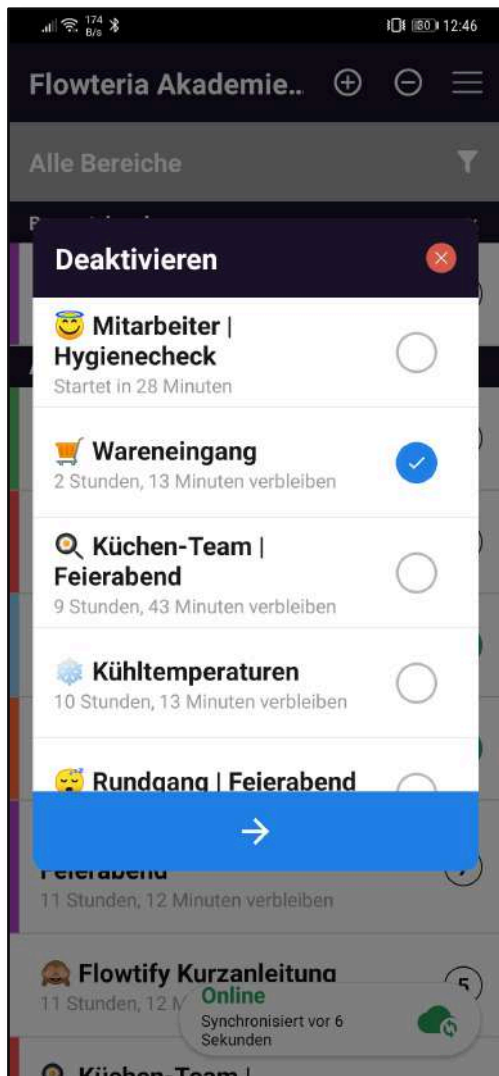 174 B/s 80 12:46
Flowteria Akademie..
Alle Bereiche
Deaktivieren
Mitarbeiter |
Hygienecheck
Startet in 28 Minuten
Wareneingang
2 Stunden, 13 Minuten verbleiben
Küchen-Team |
Feierabend
9 Stunden, 43 Minuten verbleiben
Kühltemperaturen
10 Stunden, 13 Minuten verbleiben
Rundgang | Feierabend
Feierabend
11 Stunden, 12 Minuten verbleiben
Flowtify Kurzanleitung
5
11 Stunden, 12 M
Online
Synchronisiert vor 6
Sekunden
Küchen-Team |